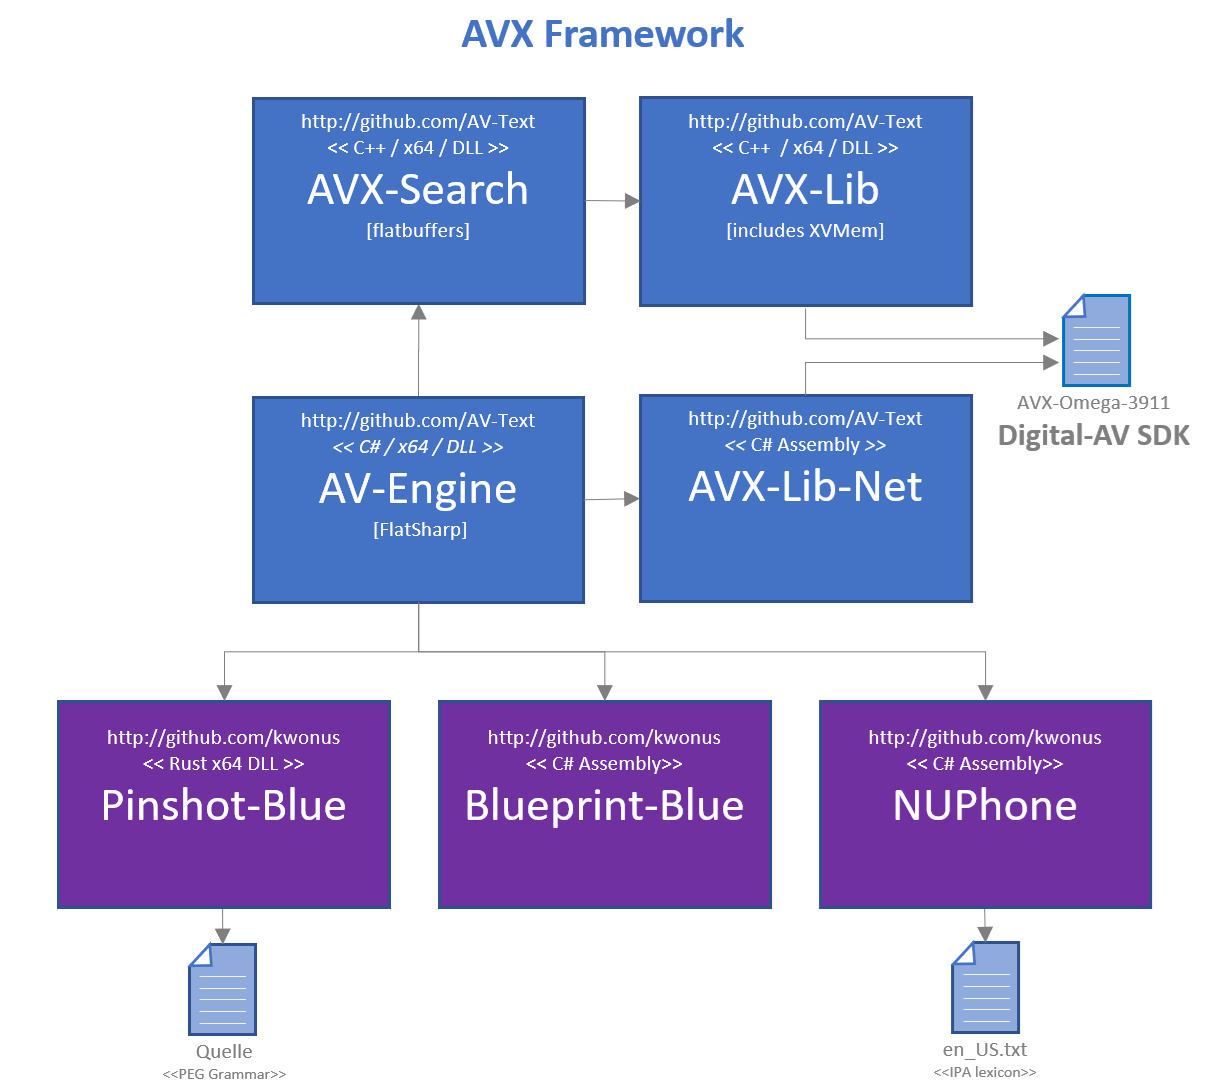 AVX Framework
http://github.com/AV-Text
<< C++ / x64 / DLL >>
AVX-Search
[flatbuffers]
http://github.com/AV-Text
<< C++  / x64 / DLL >>
AVX-Lib
[includes XVMem]
AVX-Omega-3911
Digital-AV SDK
http://github.com/AV-Text
<< C# / x64 / DLL >>
AV-Engine
[FlatSharp]
http://github.com/AV-Text
<< C# Assembly >>
AVX-Lib-Net
http://github.com/kwonus
<< Rust x64 DLL >>
Pinshot-Blue
http://github.com/kwonus
<< C# Assembly>>
Blueprint-Blue
http://github.com/kwonus
<< C# Assembly>>
NUPhone
Quelle
<<PEG Grammar>>
en_US.txt
<<IPA lexicon>>